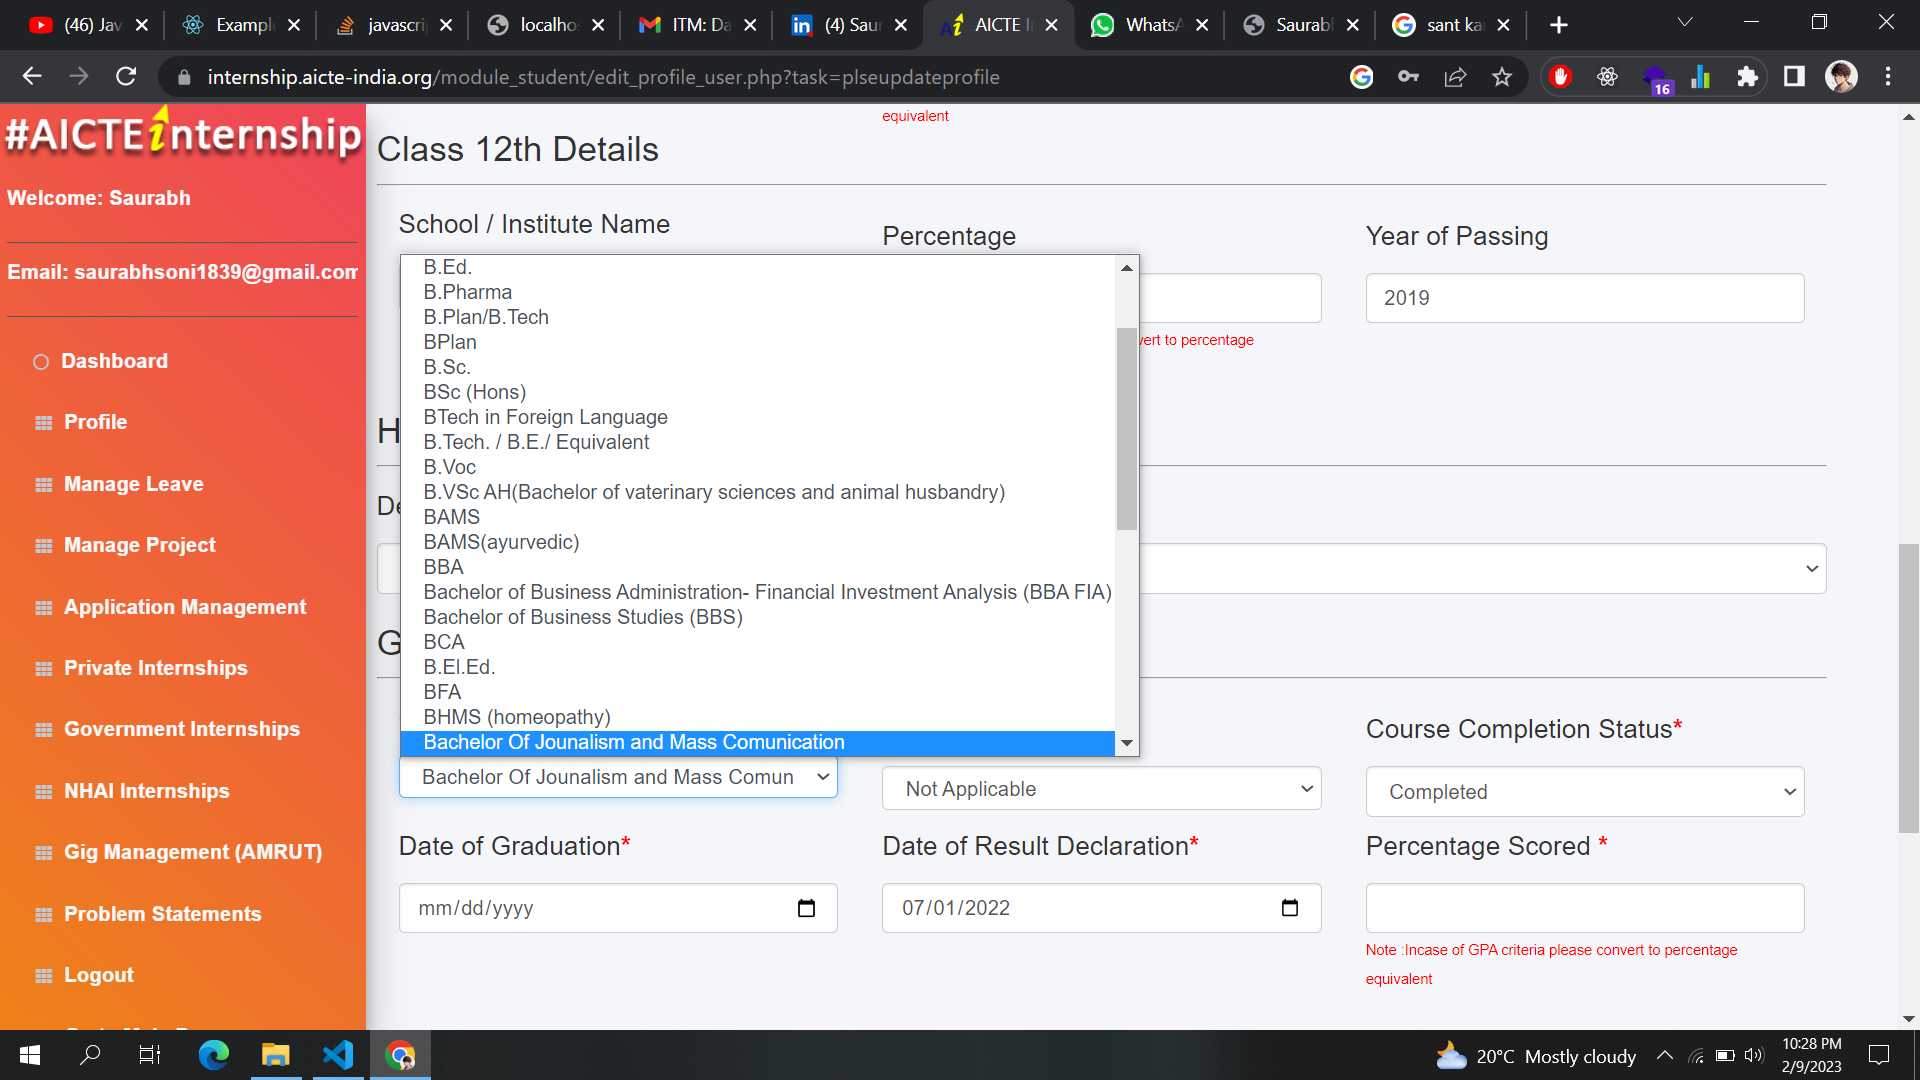 (46) Jav
Exampl
javascri
localho
ITM: Da
(4) Saur
AICTE I
WhatsA
Saurabl
sant ka
internship.aicte-india.org/module_student/edit_profile_user.php?task=plseupdateprofile
16
#AICTEinternship
Welcome: Saurabh
Email: saurabhsoni1839@gmail.com
Dashboard
Profile
Manage Leave
Manage Project
Application Management
Private Internships
Government Internships
NHAI Internships
Gig Management (AMRUT)
Problem Statements
Logout
equivalent
Class 12th Details
School / Institute Name
Percentage
Year of Passing
2019
vert to percentage
H
De
G
B.Ed.
B.Pharma
B.Plan/B.Tech
BPlan
B.Sc.
BSc (Hons)
BTech in Foreign Language
B.Tech. / B.E./ Equivalent
B.Voc
B.VSc AH(Bachelor of vaterinary sciences and animal husbandry)
BAMS
BAMS(ayurvedic)
BBA
Bachelor of Business Administration- Financial Investment Analysis (BBA FIA)
Bachelor of Business Studies (BBS)
BCA
B.El.Ed.
BFA
BHMS (homeopathy)
Bachelor Of Jounalism and Mass Comunication
Bachelor Of Jounalism and Mass Comun
Not Applicable
Course Completion Status*
Completed
Date of Graduation*
Date of Result Declaration*
Percentage Scored *
mm/dd/yyyy
07/01/2022
Note :Incase of GPA criteria please convert to percentage
equivalent
20°C Mostly cloudy
10:28 PM
2/9/2023